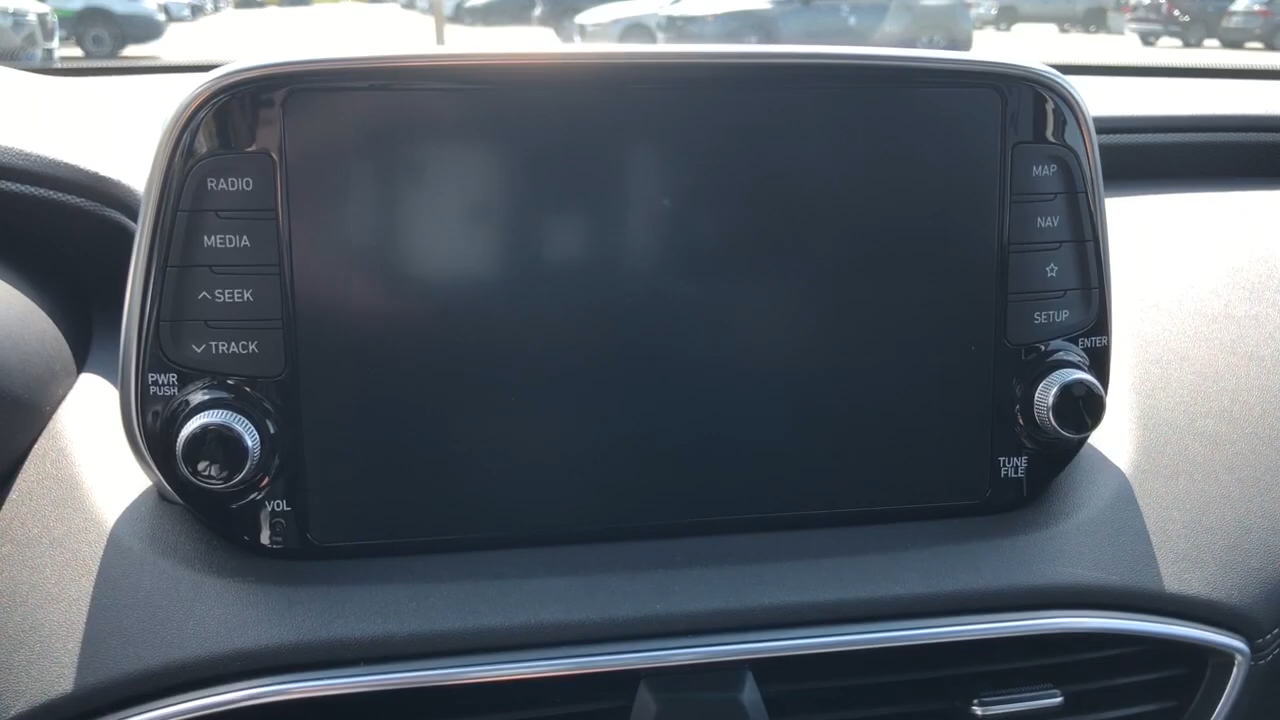 RADIO
MEDIA
SEEK
TRACK
PWR
PUSH
VOL
MAP
NAV
SETUP
ENTER
TUNE
FILE